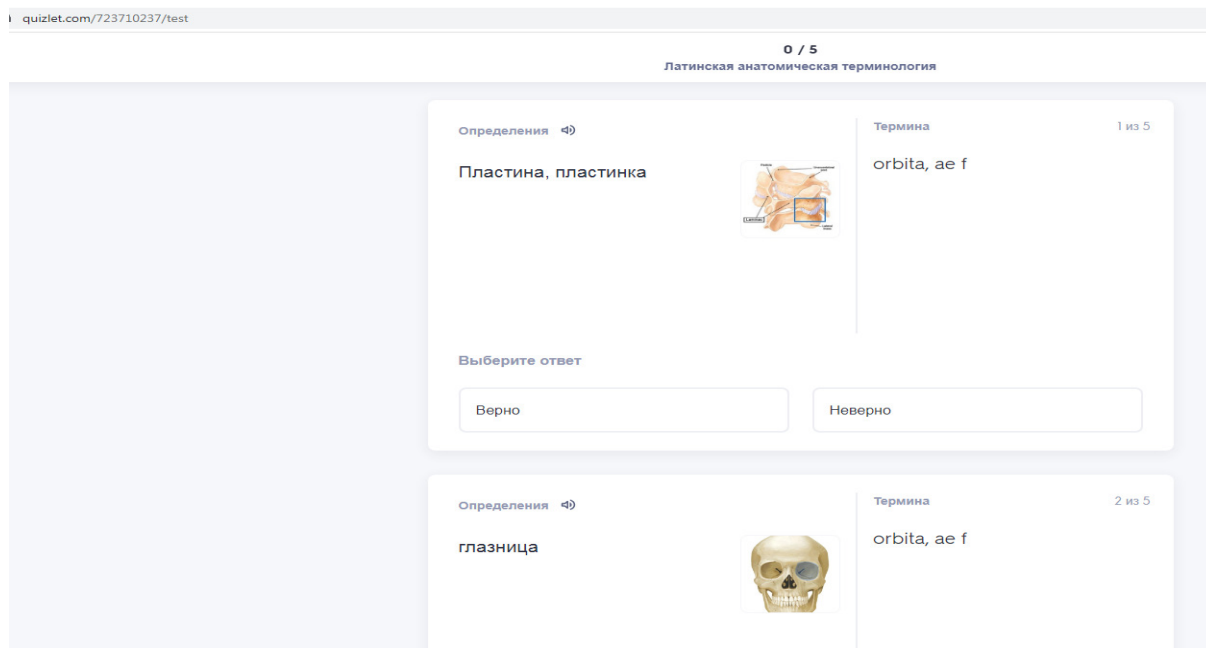 quizlet.com/723710237/test
0 / 5
Латинская анатомическая терминология
Определения
Термина
1 из 5
Пластина, пластинка
orbita, ae f
Выберите ответ
Верно
Неверно
Определения
Термина
2 из 5
глазница
orbita, ae f